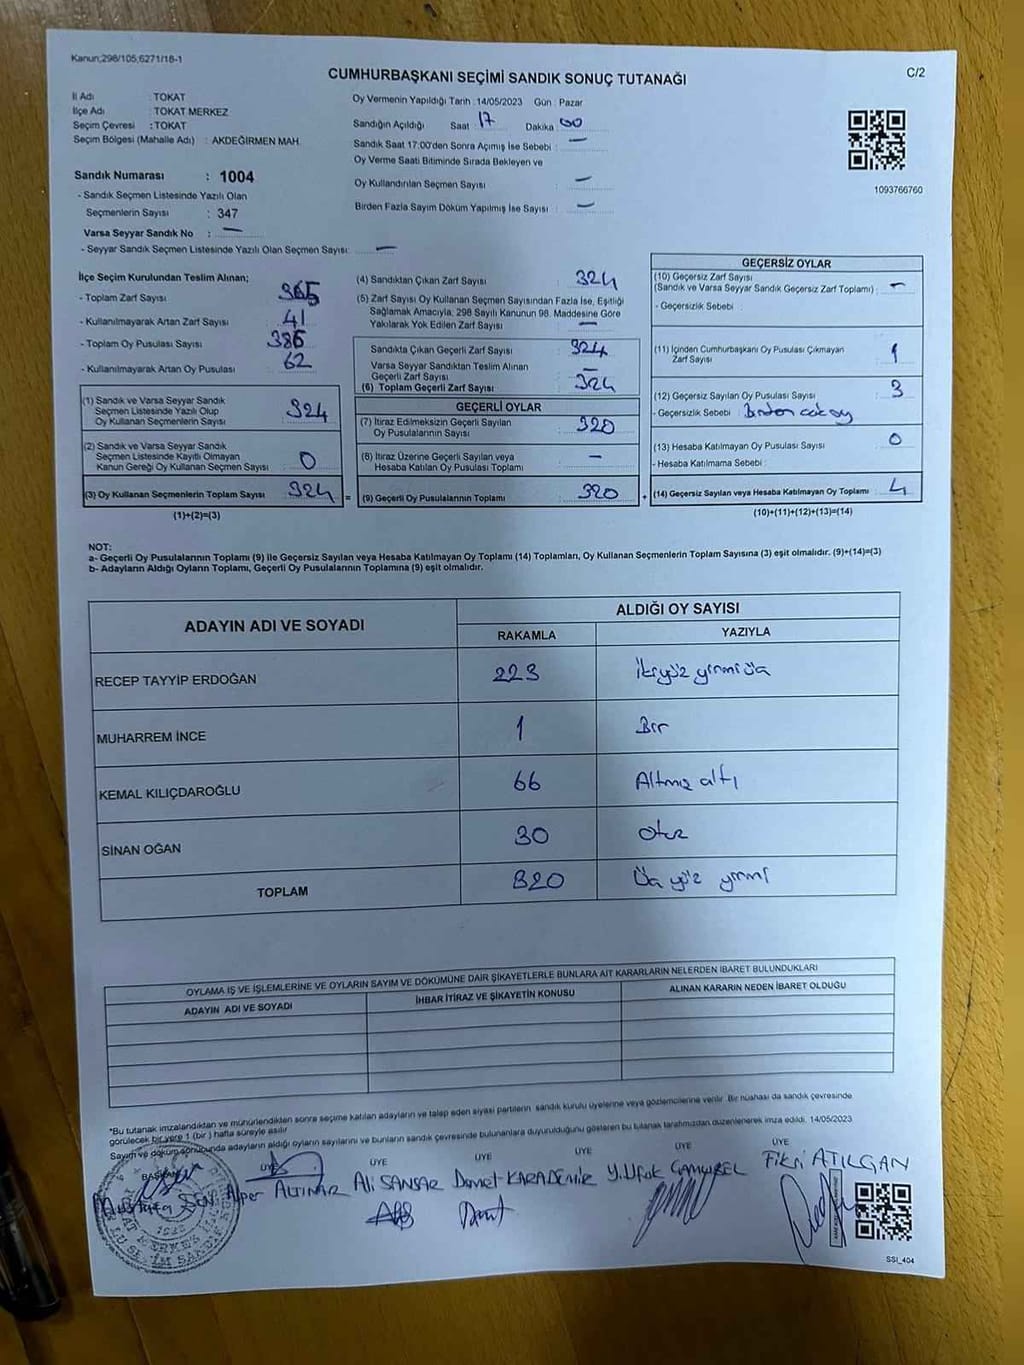 Kanun;298/105,6271/18-1
CUMHURBAŞKANI SEÇİMİ SANDIK SONUÇ TUTANAĞI
C/2
İl Adı : TOKAT
İlçe Adı : TOKAT MERKEZ
Seçim Çevresi : TOKAT
Seçim Bölgesi (Mahalle Adı) : AKDEĞİRMEN MAH.
Sandık Numarası : 1004
- Sandık Seçmen Listesinde Yazılı Olan
Seçmenlerin Sayısı : 347
Varsa Seyyar Sandık No : —
- Seyyar Sandık Seçmen Listesinde Yazılı Olan Seçmen Sayısı: —
Oy Vermenin Yapıldığı Tarih : 14/05/2023 Gün : Pazar
Sandığın Açıldığı Saat : 17 Dakika : 00
Sandık Saat 17:00'den Sonra Açımış İse Sebebi : —
Oy Verme Saati Bitiminde Sırada Bekleyen ve
Oy Kullandırılan Seçmen Sayısı : —
Birden Fazla Sayım Döküm Yapılmış İse Sayısı : —
1093766760
İlçe Seçim Kurulundan Teslim Alınan;
- Toplam Zarf Sayısı : 365
- Kullanılmayarak Artan Zarf Sayısı : 41
- Toplam Oy Pusulası Sayısı : 386
- Kullanılmayarak Artan Oy Pusulası : 62
(1) Sandık ve Varsa Seyyar Sandık
Seçmen Listesinde Yazılı Olup
Oy Kullanan Seçmenlerin Sayısı : 324
(2) Sandık ve Varsa Seyyar Sandık
Seçmen Listesinde Kayıtlı Olmayan
Kanun Gereği Oy Kullanan Seçmen Sayısı : 0
(3) Oy Kullanan Seçmenlerin Toplam Sayısı : 324
(1)+(2)=(3)
(4) Sandıktan Çıkan Zarf Sayısı : 324
(5) Zarf Sayısı Oy Kullanan Seçmen Sayısından Fazla İse, Eşitliği
Sağlamak Amacıyla, 298 Sayılı Kanunun 98. Maddesine Göre
Yakılarak Yok Edilen Zarf Sayısı : —
Sandıkta Çıkan Geçerli Zarf Sayısı : 324
Varsa Seyyar Sandıktan Teslim Alınan
Geçerli Zarf Sayısı : —
(6) Toplam Geçerli Zarf Sayısı : 324
GEÇERLİ OYLAR
(7) İtiraz Edilmeksizin Geçerli Sayılan
Oy Pusulalarının Sayısı : 320
(8) İtiraz Üzerine Geçerli Sayılan veya
Hesaba Katılan Oy Pusulası Toplamı : —
= (9) Geçerli Oy Pusulalarının Toplamı : 320
GEÇERSİZ OYLAR
(10) Geçersiz Zarf Sayısı
(Sandık ve Varsa Seyyar Sandık Geçersiz Zarf Toplamı) : —
- Geçersizlik Sebebi :
(11) İçinden Cumhurbaşkanı Oy Pusulası Çıkmayan
Zarf Sayısı : 1
(12) Geçersiz Sayılan Oy Pusulası Sayısı : 3
- Geçersizlik Sebebi : Birden çok oy
(13) Hesaba Katılmayan Oy Pusulası Sayısı : 0
- Hesaba Katılmama Sebebi :
+ (14) Geçersiz Sayılan veya Hesaba Katılmayan Oy Toplamı : 4
(10)+(11)+(12)+(13)=(14)
NOT:
a- Geçerli Oy Pusulalarının Toplamı (9) ile Geçersiz Sayılan veya Hesaba Katılmayan Oy Toplamı (14) Toplamları, Oy Kullanan Seçmenlerin Toplam Sayısına (3) eşit olmalıdır. (9)+(14)=(3)
b- Adayların Aldığı Oyların Toplamı, Geçerli Oy Pusulalarının Toplamına (9) eşit olmalıdır.
ADAYIN ADI VE SOYADI
ALDIĞI OY SAYISI
RAKAMLA YAZIYLA
RECEP TAYYİP ERDOĞAN 223 İkiyüz yirmi üç
MUHARREM İNCE 1 Bir
KEMAL KILIÇDAROĞLU 66 Altmış altı
SİNAN OĞAN 30 otuz
TOPLAM 320 Üç yüz yirmi
OYLAMA İŞ VE İŞLEMLERİNE VE OYLARIN SAYIM VE DÖKÜMÜNE DAİR ŞİKAYETLERLE BUNLARA AİT KARARLARIN NELERDEN İBARET BULUNDUKLARI
ADAYIN ADI VE SOYADI İHBAR İTİRAZ VE ŞİKAYETİN KONUSU ALINAN KARARIN NEDEN İBARET OLDUĞU
*Bu tutanak imzalandıktan ve mühürlendikten sonra seçime katılan adayların ve talep eden siyasi partilerin sandık kurulu üyelerine veya gözlemcilerine verilir. Bir nüshası da sandık çevresinde
görülecek bir yere 1 (bir ) hafta süreyle asılır.
Sayım ve döküm sonucunda adayların aldığı oyların sayılarını ve bunların sandık çevresinde bulunanlara duyurulduğunu gösteren bu tutanak tarafımızdan düzenlenerek imza edildi. 14/05/2023
BAŞKAN ÜYE ÜYE ÜYE ÜYE ÜYE
Mustafa ŞEN Alper ALTINAR Ali SANSAR Demet KARADEMİR Y.Ufuk Fikri ATILGAN
SSİ_404